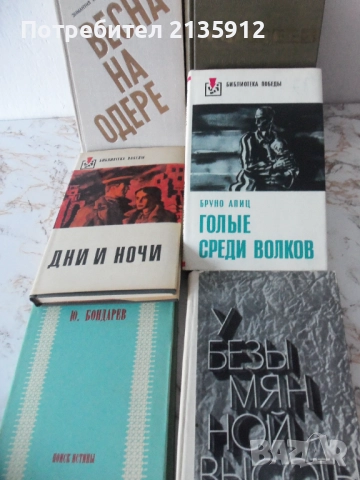 Потребител 2135912
ВЕСНА
НА
ОДЕРЕ
БИБЛИОТЕКА ПОБЕДЫ
БРУНО АПИЦ
ГОЛЫЕ
СРЕДИ ВОЛКОВ
БИБЛИОТЕКА ПОБЕДЫ
ДНИ И НОЧИ
Ю. БОНДАРЕВ
ПОИСК ИСТИНЫ
У
БЕЗЫ
МЯН
НОЙ
ВЫСОТЫ